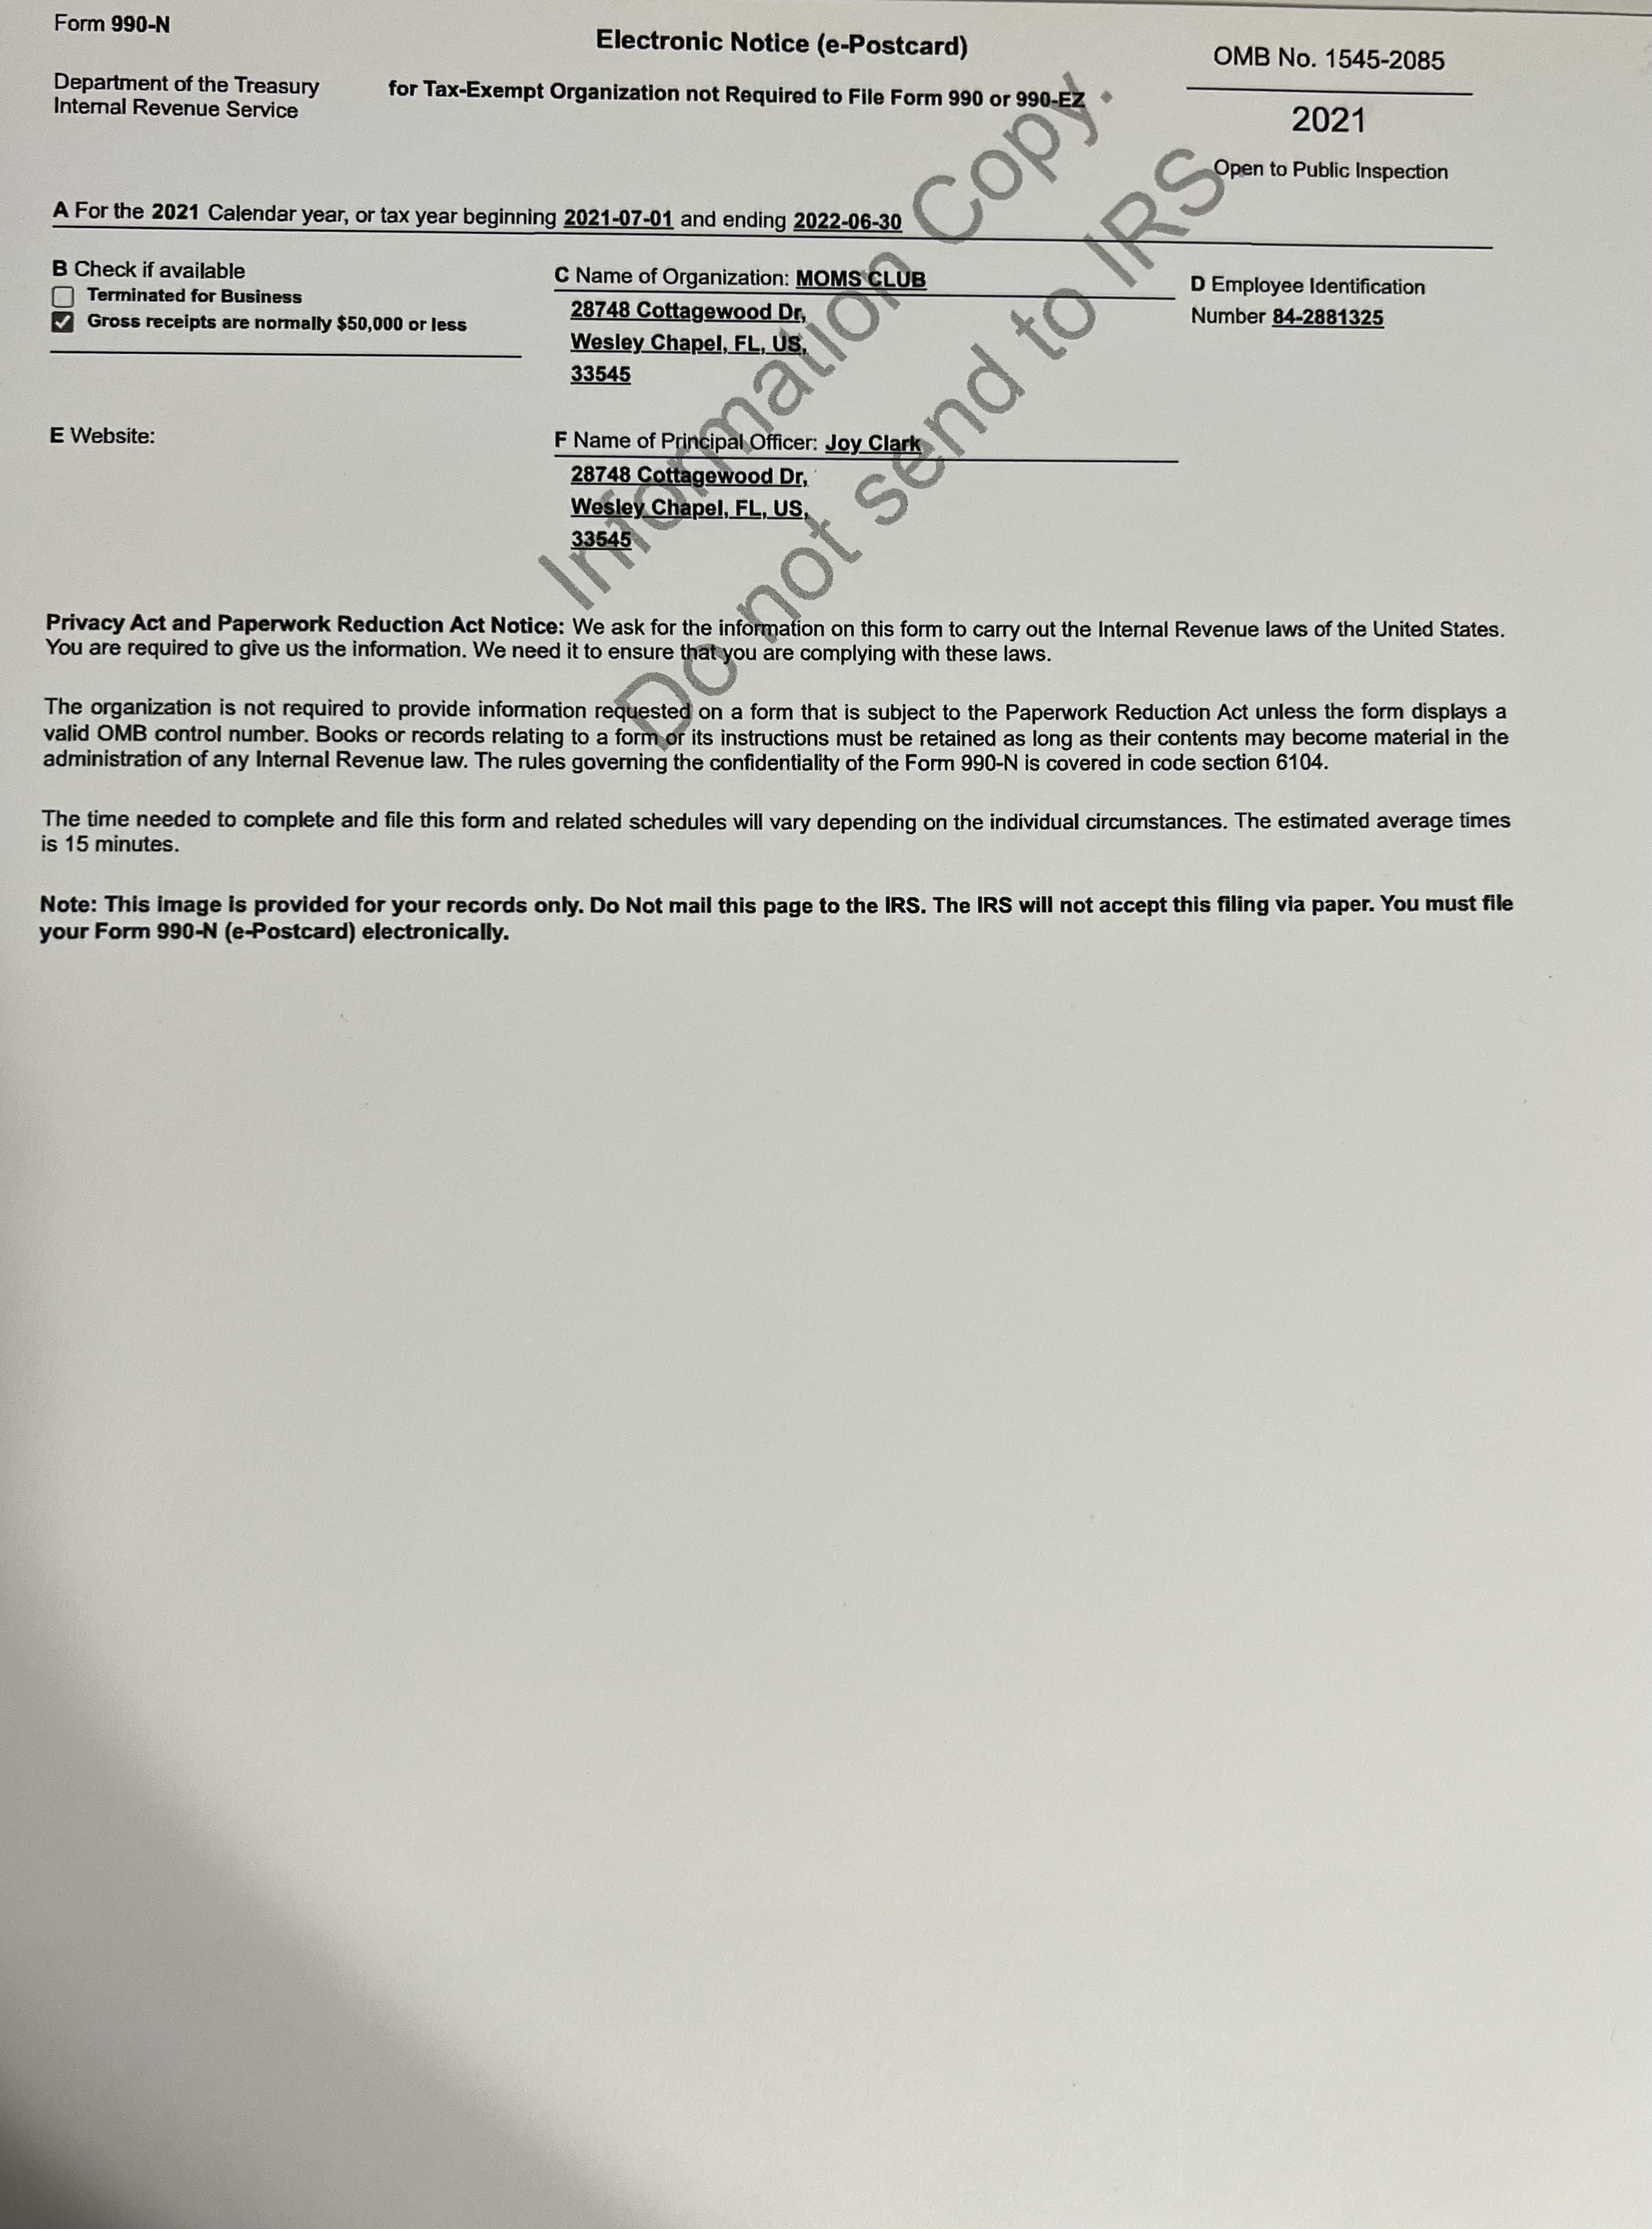 Form 990-N
Electronic Notice (e-Postcard)
OMB No. 1545-2085
Department of the Treasury
Internal Revenue Service
for Tax-Exempt Organization not Required to File Form 990 or 990-EZ
2021
Open to Public Inspection
A For the 2021 Calendar year, or tax year beginning 2021-07-01 and ending 2022-06-30
B Check if available
Terminated for Business
Gross receipts are normally $50,000 or less
C Name of Organization: MOMS CLUB
28748 Cottagewood Dr,
Wesley Chapel, FL, US,
33545
D Employee Identification
Number 84-2881325
E Website:
F Name of Principal Officer: Joy Clark
28748 Cottagewood Dr,
Wesley Chapel, FL, US,
33545
Information Copy.
Do not send to IRS
Privacy Act and Paperwork Reduction Act Notice: We ask for the information on this form to carry out the Internal Revenue laws of the United States.
You are required to give us the information. We need it to ensure that you are complying with these laws.
The organization is not required to provide information requested on a form that is subject to the Paperwork Reduction Act unless the form displays a
valid OMB control number. Books or records relating to a form or its instructions must be retained as long as their contents may become material in the
administration of any Internal Revenue law. The rules governing the confidentiality of the Form 990-N is covered in code section 6104.
The time needed to complete and file this form and related schedules will vary depending on the individual circumstances. The estimated average times
is 15 minutes.
Note: This image is provided for your records only. Do Not mail this page to the IRS. The IRS will not accept this filing via paper. You must file
your Form 990-N (e-Postcard) electronically.